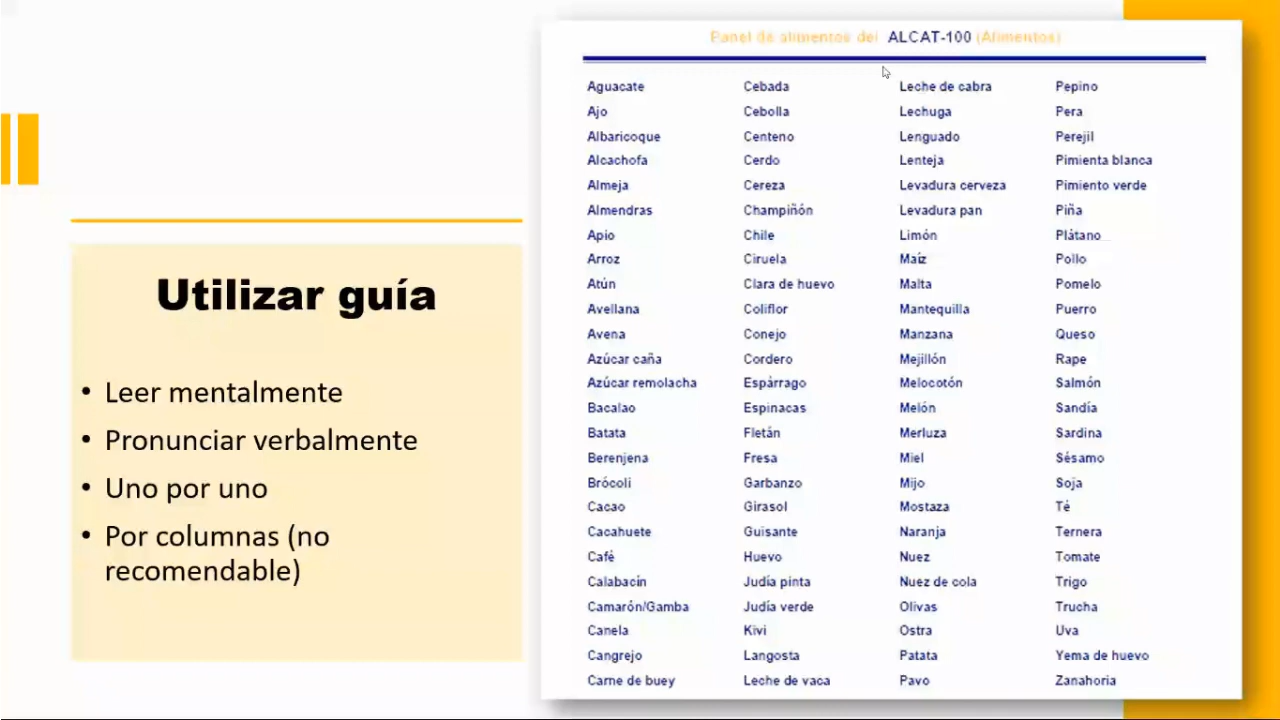 Utilizar guía
• Leer mentalmente
• Pronunciar verbalmente
• Uno por uno
• Por columnas (no
recomendable)
Panel de alimentos del ALCAT-100 (Alimentos)
Aguacate Cebada Leche de cabra Pepino
Ajo Cebolla Lechuga Pera
Albaricoque Centeno Lenguado Perejil
Alcachofa Cerdo Lenteja Pimienta blanca
Almeja Cereza Levadura cerveza Pimiento verde
Almendras Champiñón Levadura pan Piña
Apio Chile Limón Plátano
Arroz Ciruela Maíz Pollo
Atún Clara de huevo Malta Pomelo
Avellana Coliflor Mantequilla Puerro
Avena Conejo Manzana Queso
Azúcar caña Cordero Mejillón Rape
Azúcar remolacha Espárrago Melocotón Salmón
Bacalao Espinacas Melón Sandía
Batata Fletán Merluza Sardina
Berenjena Fresa Miel Sésamo
Brócoli Garbanzo Mijo Soja
Cacao Girasol Mostaza Té
Cacahuete Guisante Naranja Ternera
Café Huevo Nuez Tomate
Calabacín Judía pinta Nuez de cola Trigo
Camarón/Gamba Judía verde Olivas Trucha
Canela Kivi Ostra Uva
Cangrejo Langosta Patata Yema de huevo
Carne de buey Leche de vaca Pavo Zanahoria